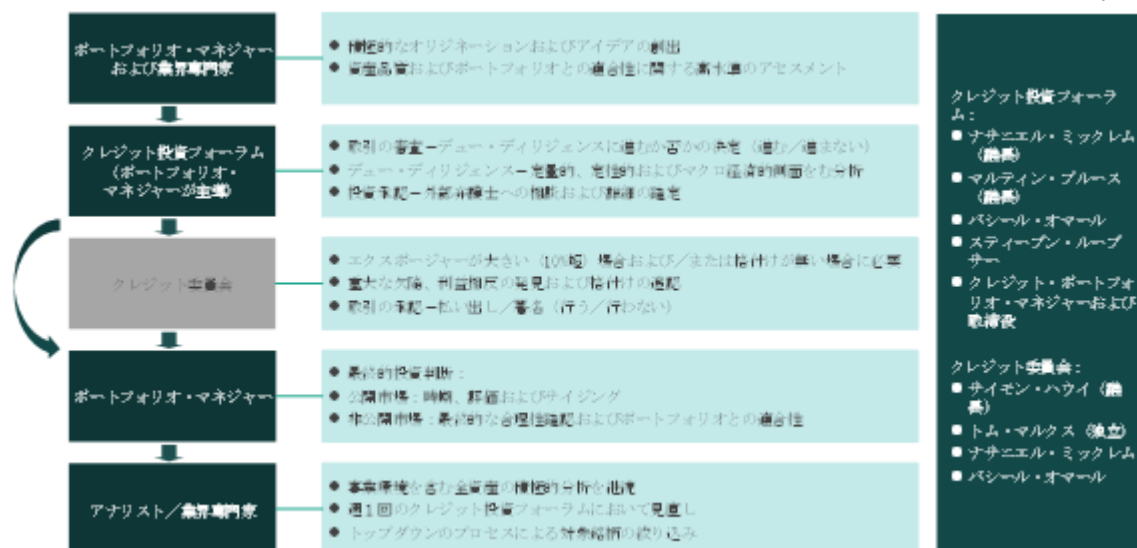 ポートフォリオ・マネジャー
および業界専門家
● 積極的なオリジネーションおよびアイデアの創出
● 資産品質およびポートフォリオとの適合性に関する高水準のアセスメント
クレジット投資フォーラム
（ポートフォリオ・
マネジャーが主導）
● 取引の審査－デュー・ディリジェンスに進むか否かの決定（進む／進まない）
● デュー・ディリジェンス－定量的、定性的およびマクロ経済的側面をむ分析
● 投資承認－外部弁護士への相談および詳細の確定
クレジット委員会
● エクスポージャーが大きい（10%超）場合および／または格付けが無い場合に必要
● 重大な欠陥、利益相反の発見および格付けの追認
● 取引の承認－払い出し／署名（行う／行わない）
ポートフォリオ・マネジャー
● 最終的投資判断：
● 公開市場：時期、評価およびサイジング
● 非公開市場：最終的な合理性確認およびポートフォリオとの適合性
アナリスト／業界専門家
● 事業環境を含む全資産の積極的分析を
● 週1回のクレジット投資フォーラムにおいて見直し
● トップダウンのプロセスによる対象銘柄の絞り込み
クレジット投資フォーラ
ム：
● ナサニエル・ミックレム
（議長）
● マルティン・プルース
（議長）
● バシール・オマール
● スティーブン・ルーブ
サー
● クレジット・ポートフォ
リオ・マネジャーおよび
取締役
クレジット委員会：
● サイモン・ハウイ（議
長）
● トム・マルクス（独立）
● ナサニエル・ミックレム
● バシール・オマール